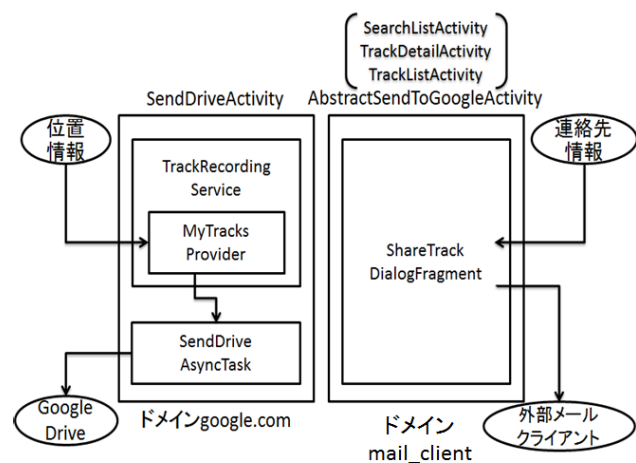 SearchListActivity
TrackDetailActivity
TrackListActivity
SendDriveActivity
AbstractSendToGoogleActivity
位置
情報
TrackRecording
Service
MyTracks
Provider
SendDrive
AsyncTask
Google
Drive
ドメインgoogle.com
連絡先
情報
ShareTrack
DialogFragment
外部メール
クライアント
ドメイン
mail_client